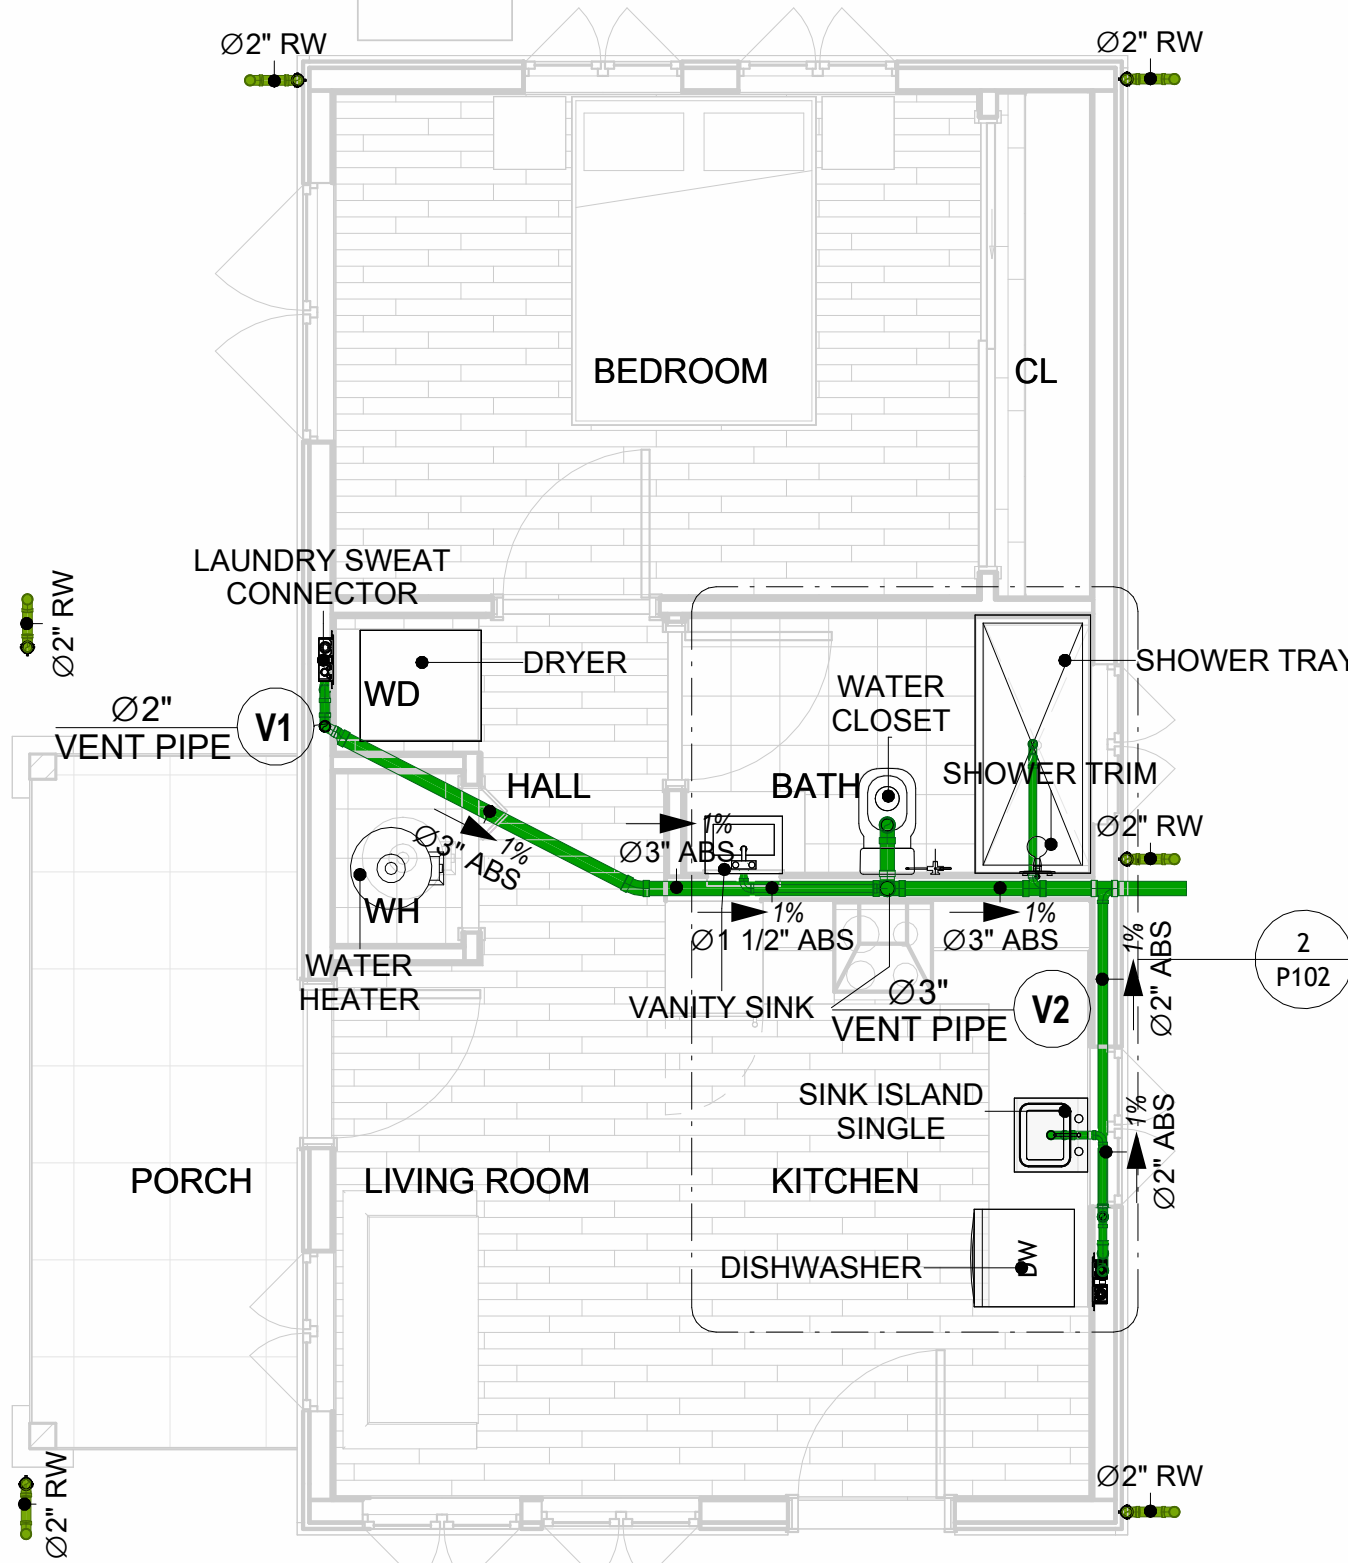 Ø2" RW
Ø2" RW
BEDROOM
CL
LAUNDRY SWEAT
CONNECTOR
Ø2" RW
DRYER
WD
WATER
CLOSET
SHOWER TRAY
Ø2"
VENT PIPE
V1
HALL
BATH
SHOWER TRIM
1%
Ø3" ABS
1%
Ø3" ABS
Ø2" RW
WH
1%
Ø1 1/2" ABS
1%
Ø3" ABS
1%
Ø2" ABS
2
P102
WATER
HEATER
VANITY SINK
Ø3"
VENT PIPE
V2
SINK ISLAND
SINGLE
1%
Ø2" ABS
PORCH
LIVING ROOM
KITCHEN
DISHWASHER
DW
Ø2" RW
Ø2" RW